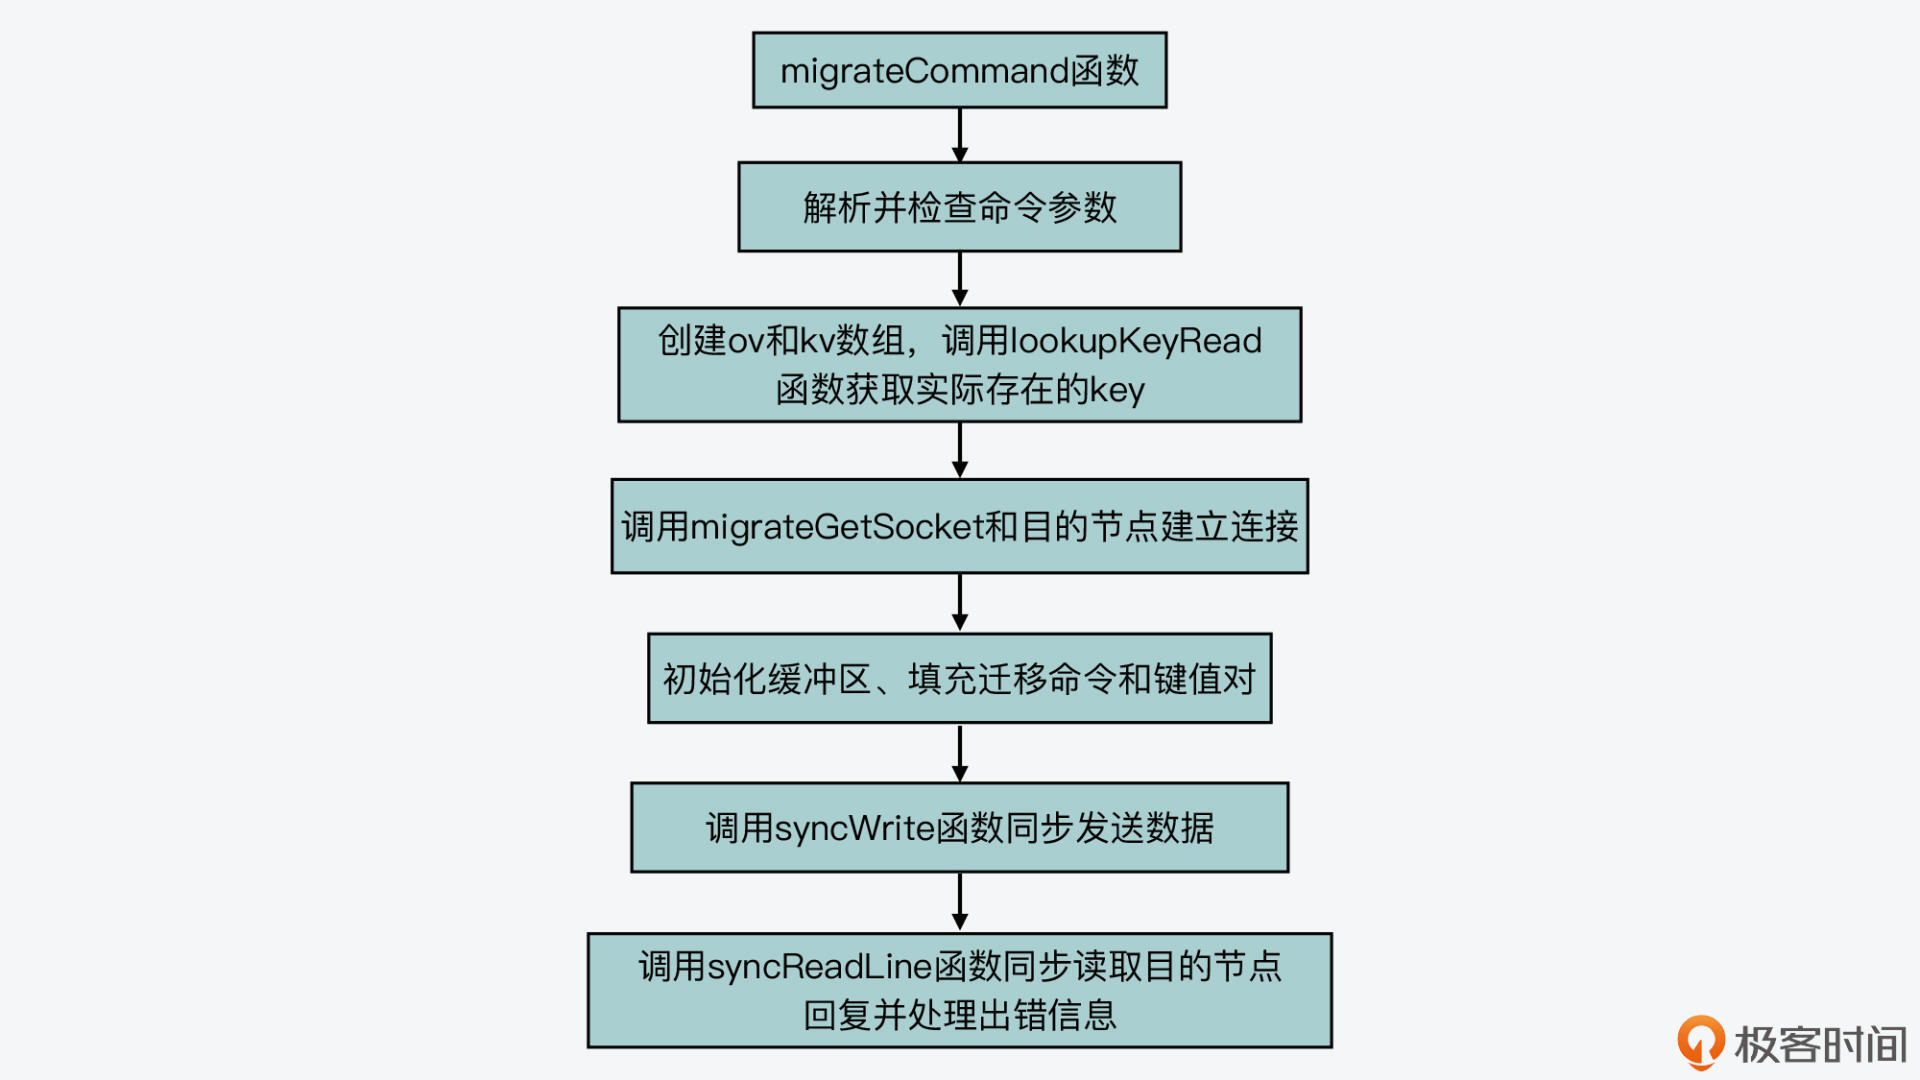 migrateCommand函数
解析并检查命令参数
创建ov和kv数组，调用lookupKeyRead
函数获取实际存在的key
调用migrateGetSocket和目的节点建立连接
初始化缓冲区、填充迁移命令和键值对
调用syncWrite函数同步发送数据
调用syncReadLine函数同步读取目的节点
回复并处理出错信息
极客时间